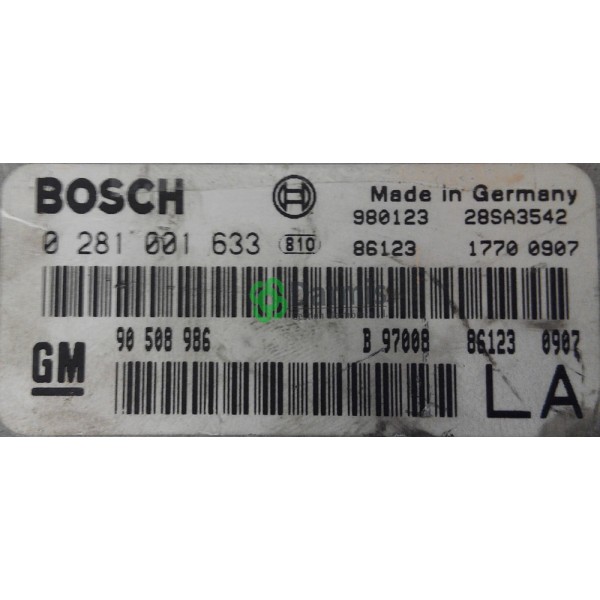 BOSCH Made in Germany
980123 28SA3542
0 281 001 633 810 86123 1770 0907
GM 90 508 986 B 97008 86123 0907
LA